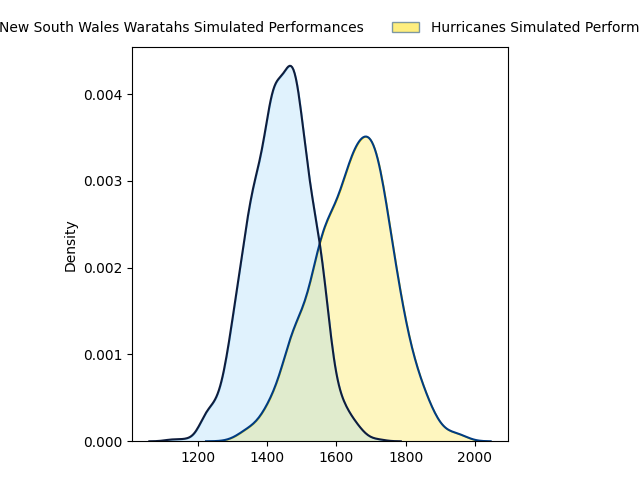 New South Wales Waratahs Simulated Performances
Hurricanes Simulated Perform
0.004
0.003
0.002
0.001
0.000
Density
1200 1400 1600 1800 2000